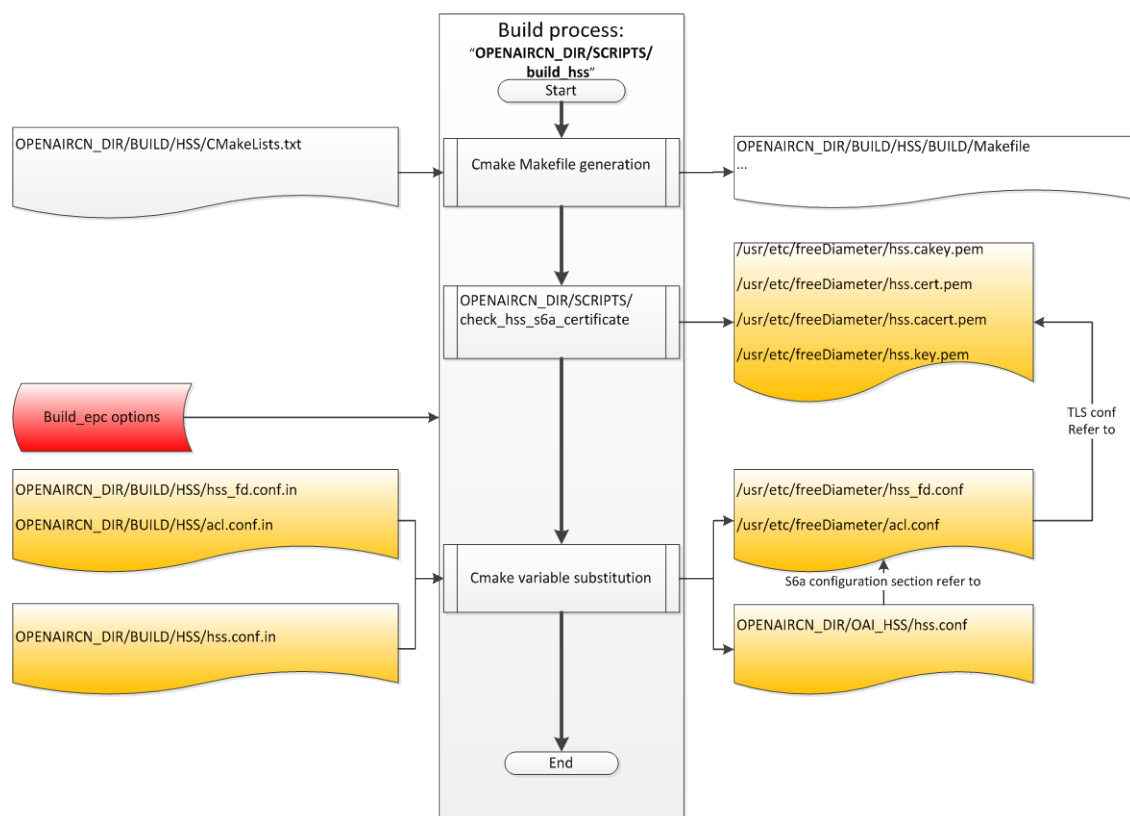 Build process:
“OPENAIRCN_DIR/SCRIPTS/
build_hss”
Start
OPENAIRCN_DIR/BUILD/HSS/CMakeLists.txt
Cmake Makefile generation
OPENAIRCN_DIR/BUILD/HSS/BUILD/Makefile
...
OPENAIRCN_DIR/SCRIPTS/
check_hss_s6a_certificate
/usr/etc/freeDiameter/hss.cakey.pem
/usr/etc/freeDiameter/hss.cert.pem
/usr/etc/freeDiameter/hss.cacert.pem
/usr/etc/freeDiameter/hss.key.pem
Build_epc options
TLS conf
Refer to
OPENAIRCN_DIR/BUILD/HSS/hss_fd.conf.in
OPENAIRCN_DIR/BUILD/HSS/acl.conf.in
/usr/etc/freeDiameter/hss_fd.conf
/usr/etc/freeDiameter/acl.conf
Cmake variable substitution
S6a configuration section refer to
OPENAIRCN_DIR/BUILD/HSS/hss.conf.in
OPENAIRCN_DIR/OAI_HSS/hss.conf
End